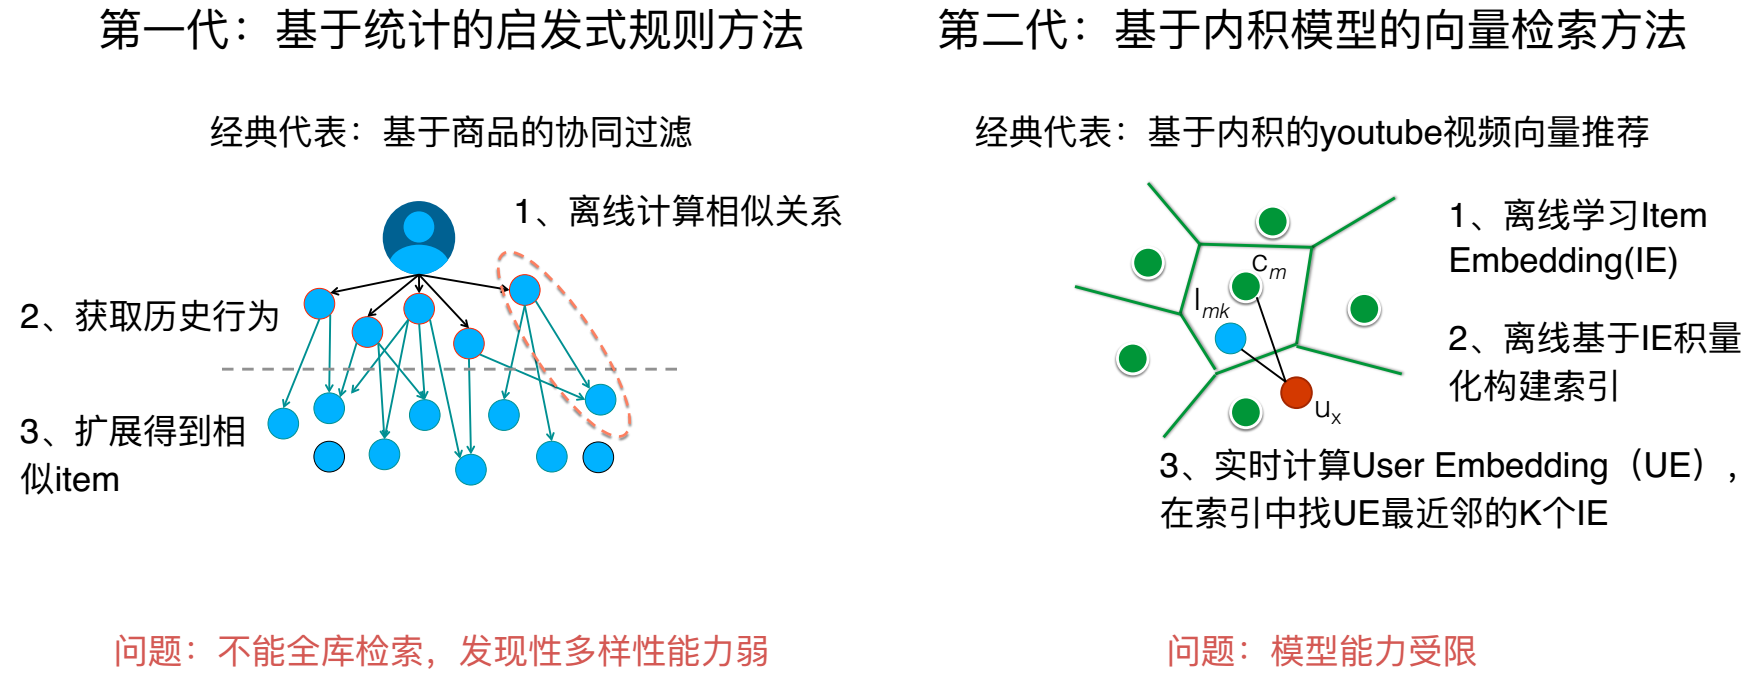 第一代：基于统计的启发式规则方法
经典代表：基于商品的协同过滤
1、离线计算相似关系
2、获取历史行为
3、扩展得到相
似item
问题：不能全库检索，发现性多样性能力弱
第二代：基于内积模型的向量检索方法
经典代表：基于内积的youtube视频向量推荐
1、离线学习Item
Embedding(IE)
cm
lmk
2、离线基于IE积量
化构建索引
ux
3、实时计算User Embedding（UE），
在索引中找UE最近邻的K个IE
问题：模型能力受限